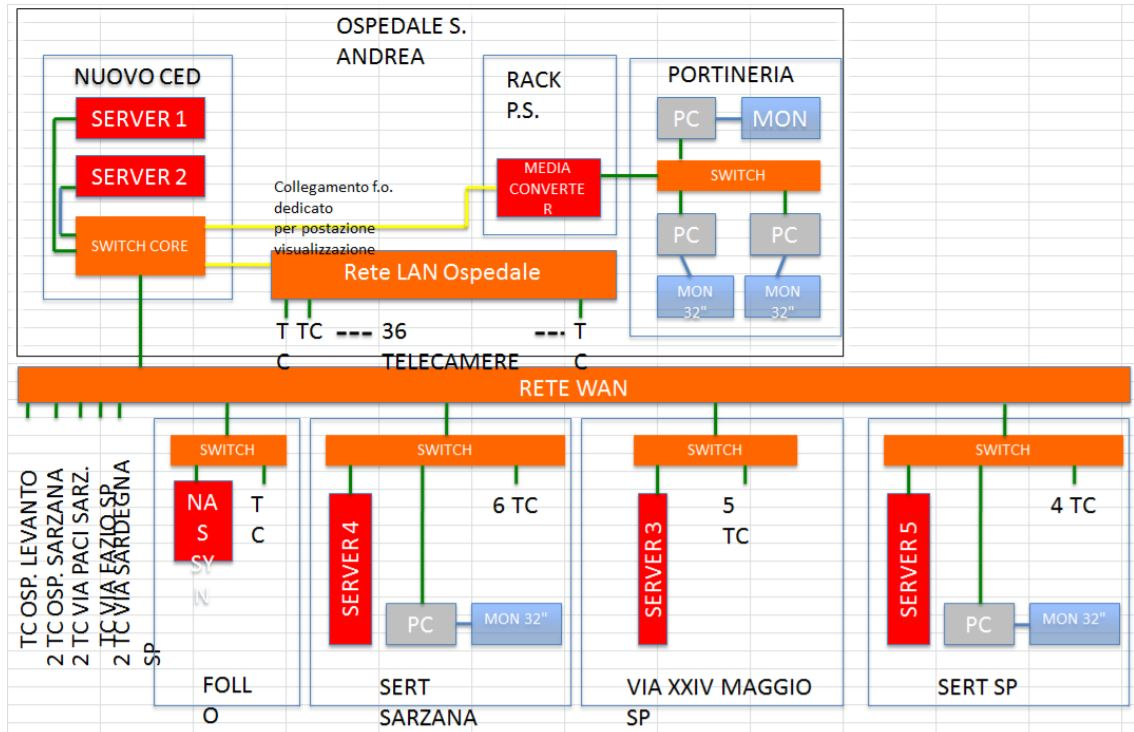 OSPEDALE S.
ANDREA
NUOVO CED
SERVER 1
SERVER 2
SWITCH CORE
Collegamento f.o.
dedicato
per postazione
visualizzazione
RACK
P.S.
MEDIA
CONVERTE
R
PORTINERIA
PC
MON
SWITCH
PC
PC
MON
32"
MON
32"
Rete LAN Ospedale
T
C
TC
---- 36
TELECAMERE
---- T
C
RETE WAN
TC OSP. LEVANTO
2 TC OSP. SARZANA
2 TC VIA PACI SARZ.
TC VIA FAZIO SP
2 TC VIA SARDEGNA
SP
SWITCH
NA
S
SY
N
T
C
FOLL
O
SWITCH
SERVER 4
6 TC
PC
MON 32"
SERT
SARZANA
SWITCH
SERVER 3
5
TC
VIA XXIV MAGGIO
SP
SWITCH
SERVER 5
4 TC
PC
MON 32"
SERT SP